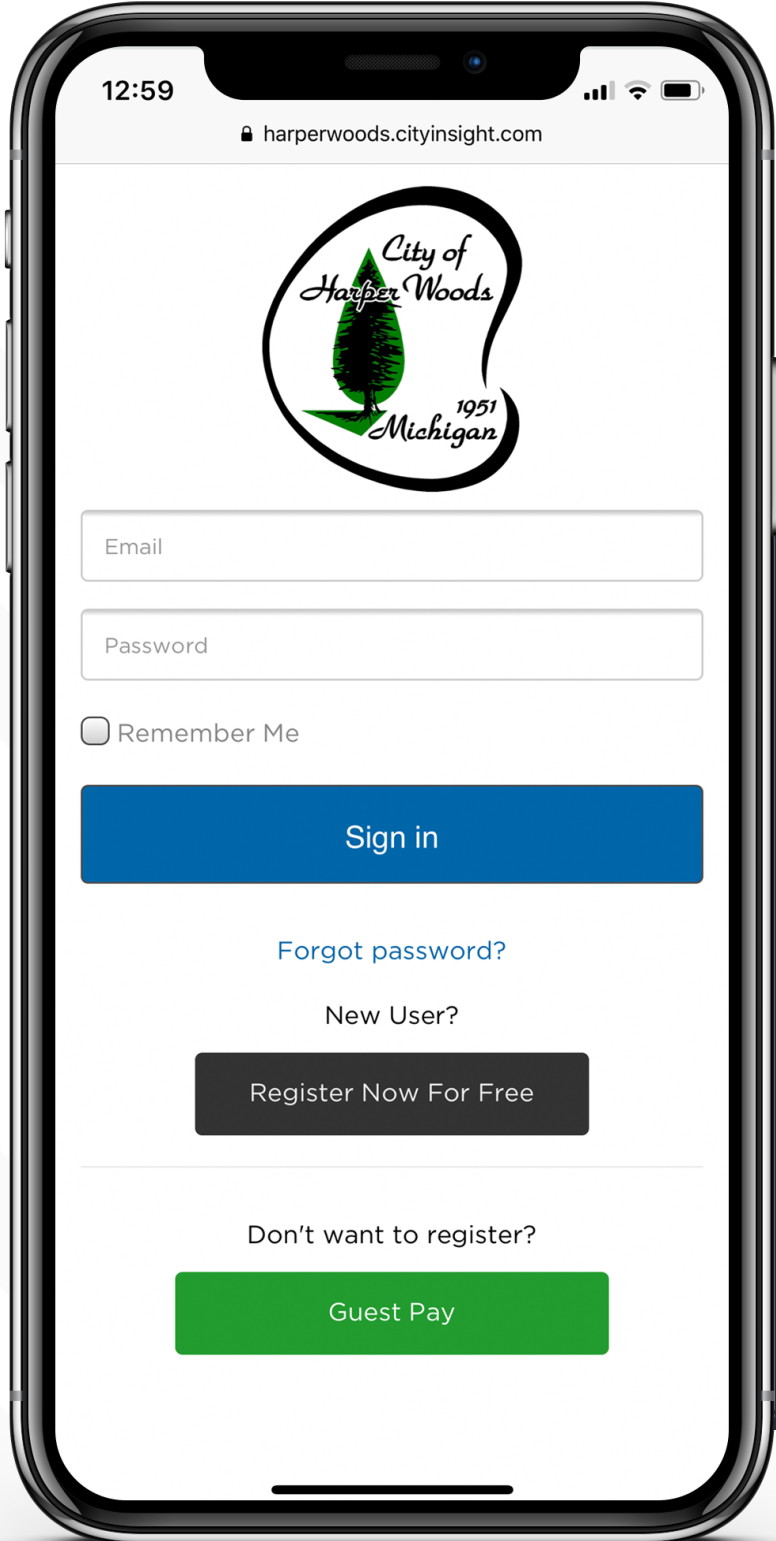 12:59
harperwoods.cityinsight.com
City of
Harper Woods
1951
Michigan
Email
Password
Remember Me
Sign in
Forgot password?
New User?
Register Now For Free
Don't want to register?
Guest Pay